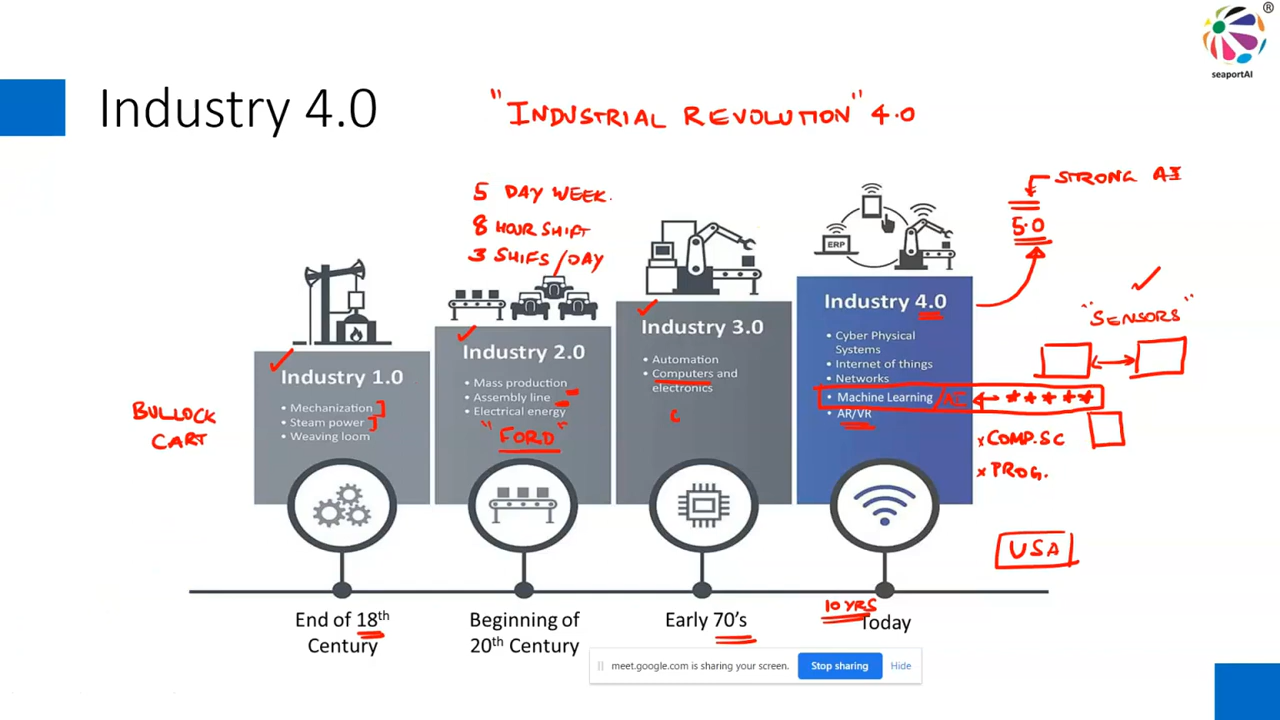 ®
seaportAI
Industry 4.0
"INDUSTRIAL REVOLUTION" 4.0
5 DAY WEEK.
8 HOUR SHIFT
3 SHIFS/DAY
STRONG AI
5.0
"SENSORS"
ERP
BULLOCK
CART
Industry 1.0
• Mechanization
• Steam power
• Weaving loom
Industry 2.0
• Mass production
• Assembly line
• Electrical energy
"FORD"
Industry 3.0
• Automation
• Computers and
electronics
C
Industry 4.0
• Cyber Physical
Systems
• Internet of things
• Networks
• Machine Learning /AI
• AR/VR
x COMP.SC
x PROG.
USA
End of 18th
Century
Beginning of
20th Century
Early 70's
10 YRS
Today
meet.google.com is sharing your screen.
Stop sharing
Hide